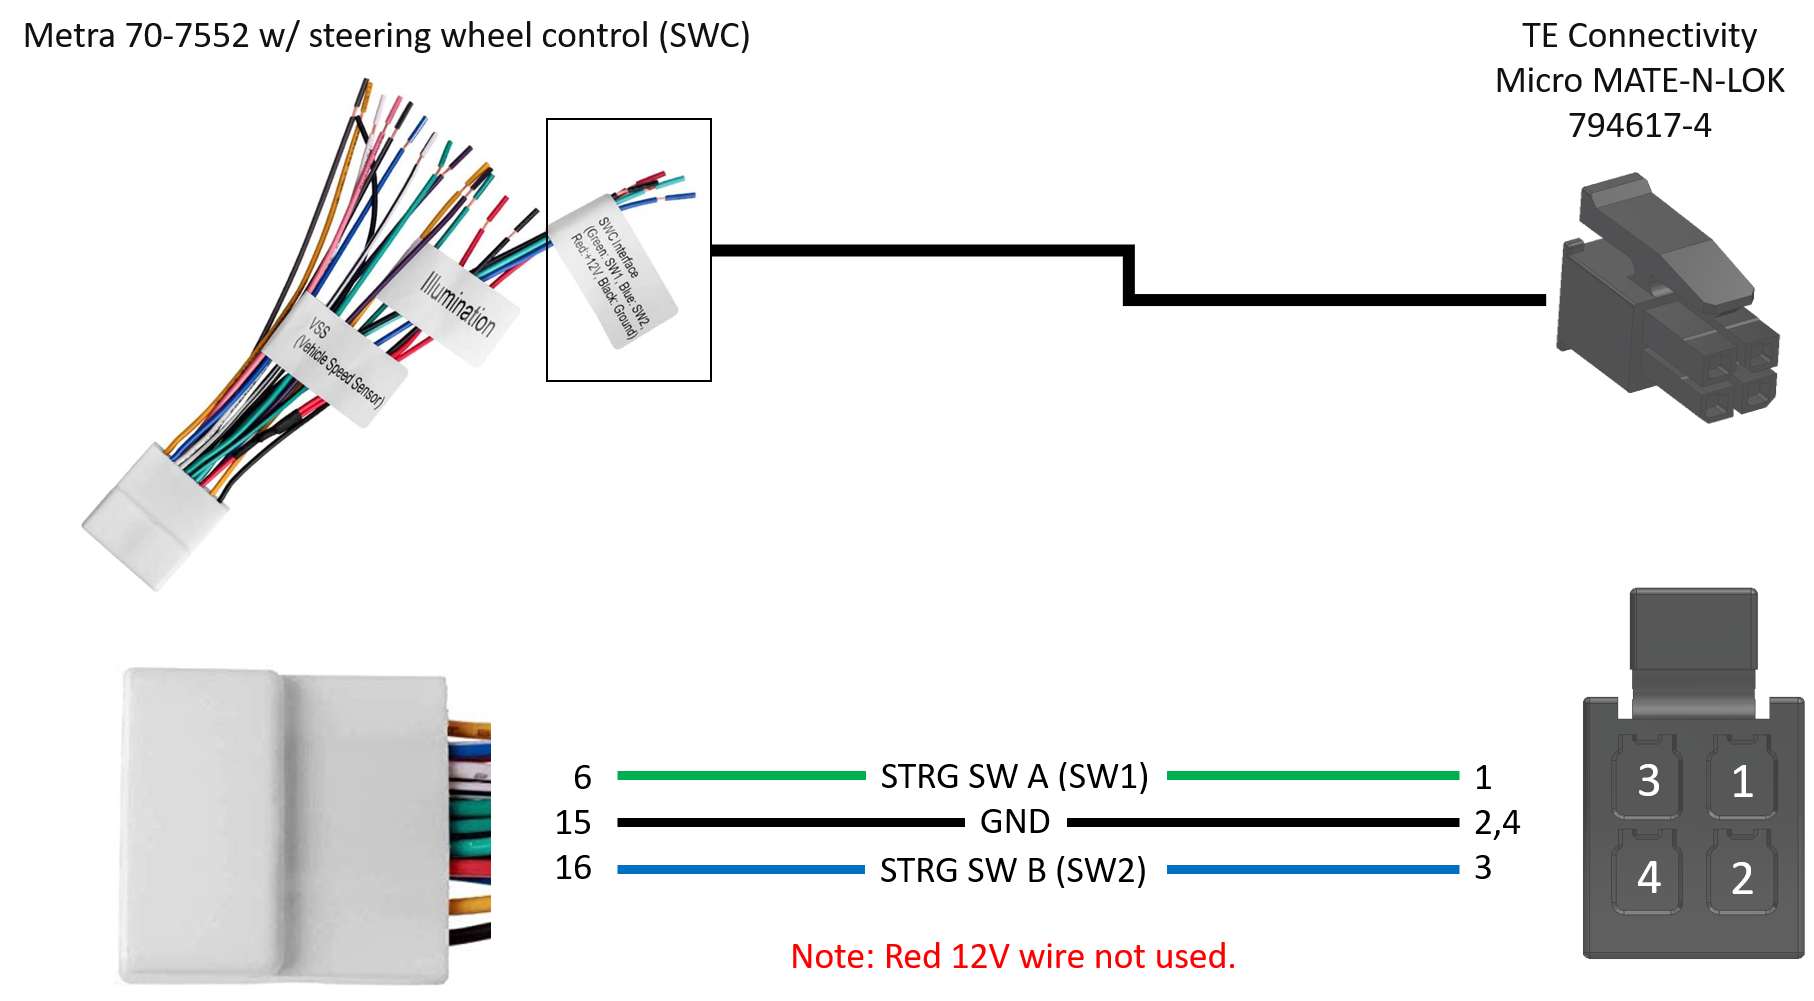 Metra 70-7552 w/ steering wheel control (SWC)
TE Connectivity
Micro MATE-N-LOK
794617-4
SWC Interface
(Green: SW1, Blue: SW2,
Red:+12V, Black: Ground)
Illumination
VSS
(Vehicle Speed Sensor)
6 STRG SW A (SW1) 1
15 GND 2,4
16 STRG SW B (SW2) 3
3 1
4 2
Note: Red 12V wire not used.